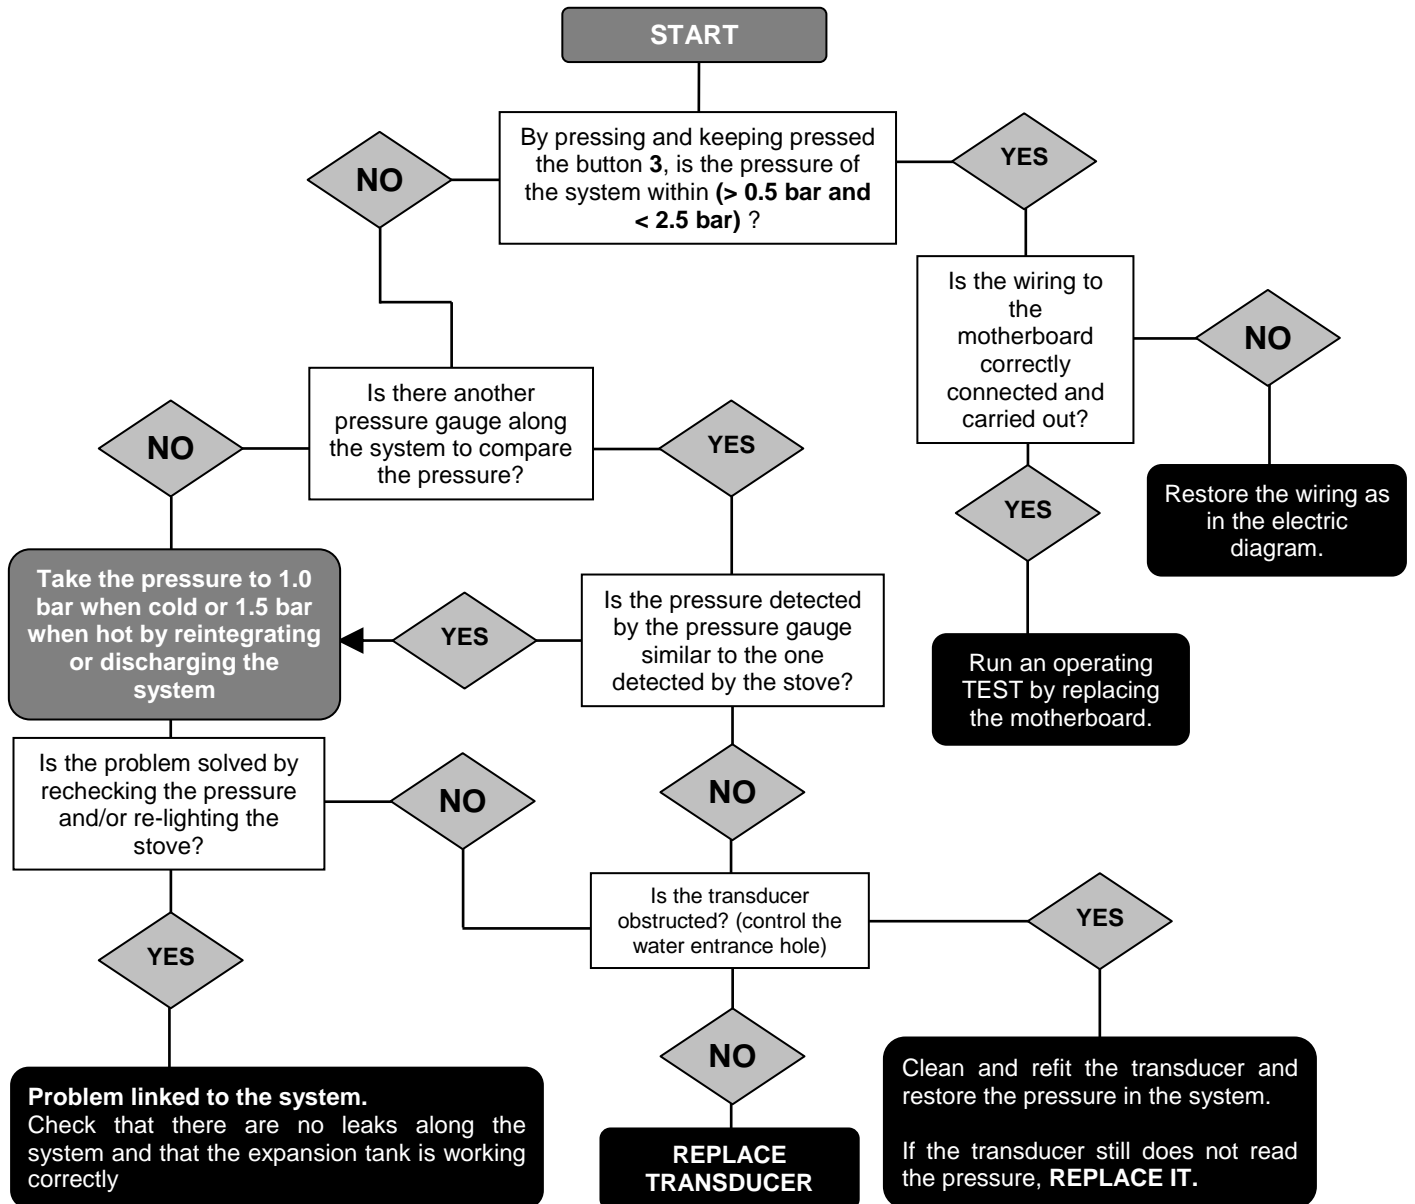 START
By pressing and keeping pressed
the button 3, is the pressure of
the system within (> 0.5 bar and
< 2.5 bar) ?
NO
YES
Is the wiring to
the
motherboard
correctly
connected and
carried out?
NO
Is there another
pressure gauge along
the system to compare
the pressure?
NO
YES
YES
Restore the wiring as
in the electric
diagram.
Take the pressure to 1.0
bar when cold or 1.5 bar
when hot by reintegrating
or discharging the
system
YES
Is the pressure detected
by the pressure gauge
similar to the one
detected by the stove?
Run an operating
TEST by replacing
the motherboard.
Is the problem solved by
rechecking the pressure
and/or re-lighting the
stove?
NO
NO
Is the transducer
obstructed? (control the
water entrance hole)
YES
YES
NO
Problem linked to the system.
Check that there are no leaks along the
system and that the expansion tank is working
correctly
REPLACE
TRANSDUCER
Clean and refit the transducer and
restore the pressure in the system.
If the transducer still does not read
the pressure, REPLACE IT.